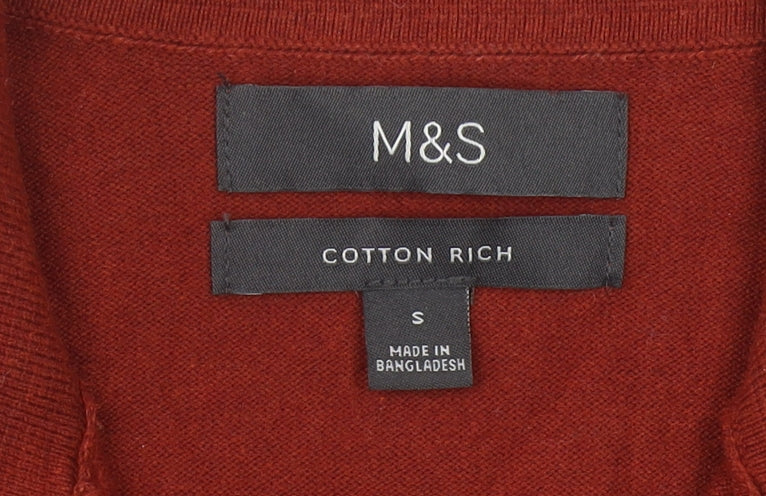 M&S
COTTON RICH
S
MADE IN
BANGLADESH